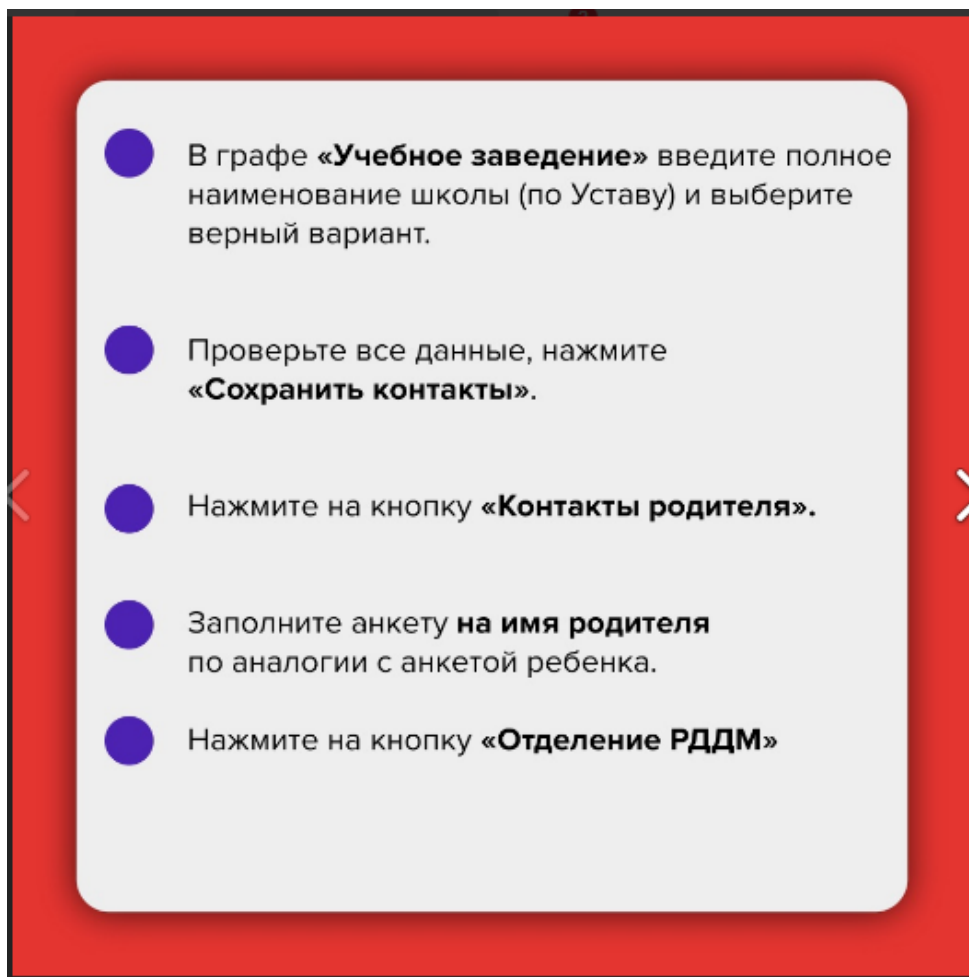 В графе «Учебное заведение» введите полное
наименование школы (по Уставу) и выберите
верный вариант.
Проверьте все данные, нажмите
«Сохранить контакты».
Нажмите на кнопку «Контакты родителя».
Заполните анкету на имя родителя
по аналогии с анкетой ребенка.
Нажмите на кнопку «Отделение РДДМ»